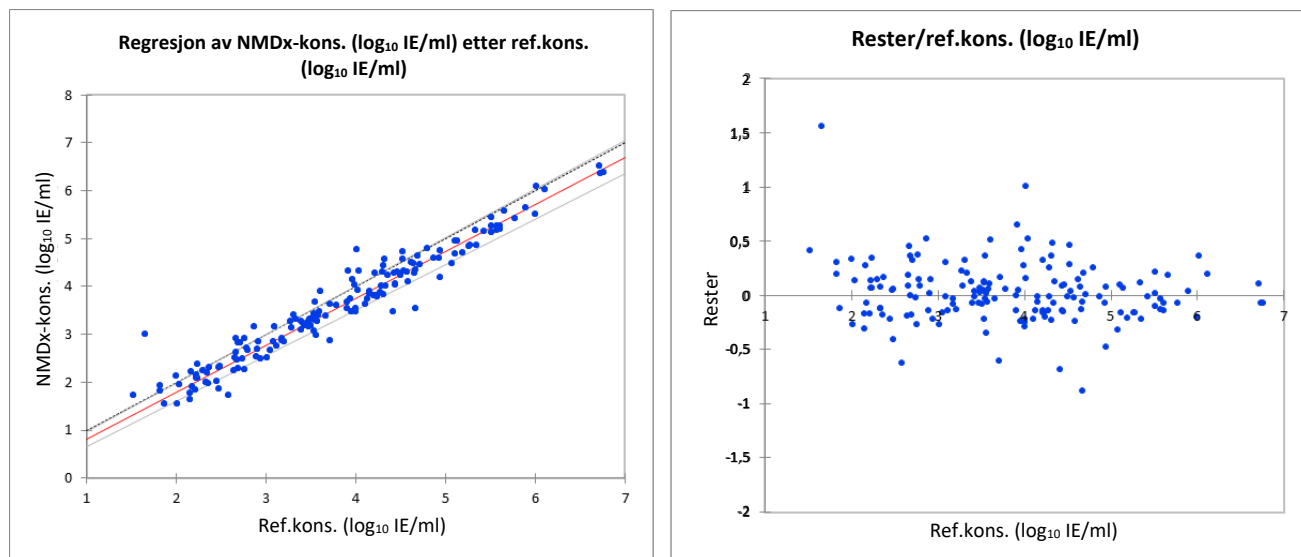 Regresjon av NMDx-kons. (log₁₀ IE/ml) etter ref.kons.
(log₁₀ IE/ml)
8
7
6
5
4
3
2
1
0
NMDx-kons. (log₁₀ IE/ml)
1 2 3 4 5 6 7
Ref.kons. (log₁₀ IE/ml)
Rester/ref.kons. (log₁₀ IE/ml)
2
1,5
1
0,5
0
-0,5
-1
-1,5
-2
Rester
1 2 3 4 5 6 7
Ref.kons. (log₁₀ IE/ml)